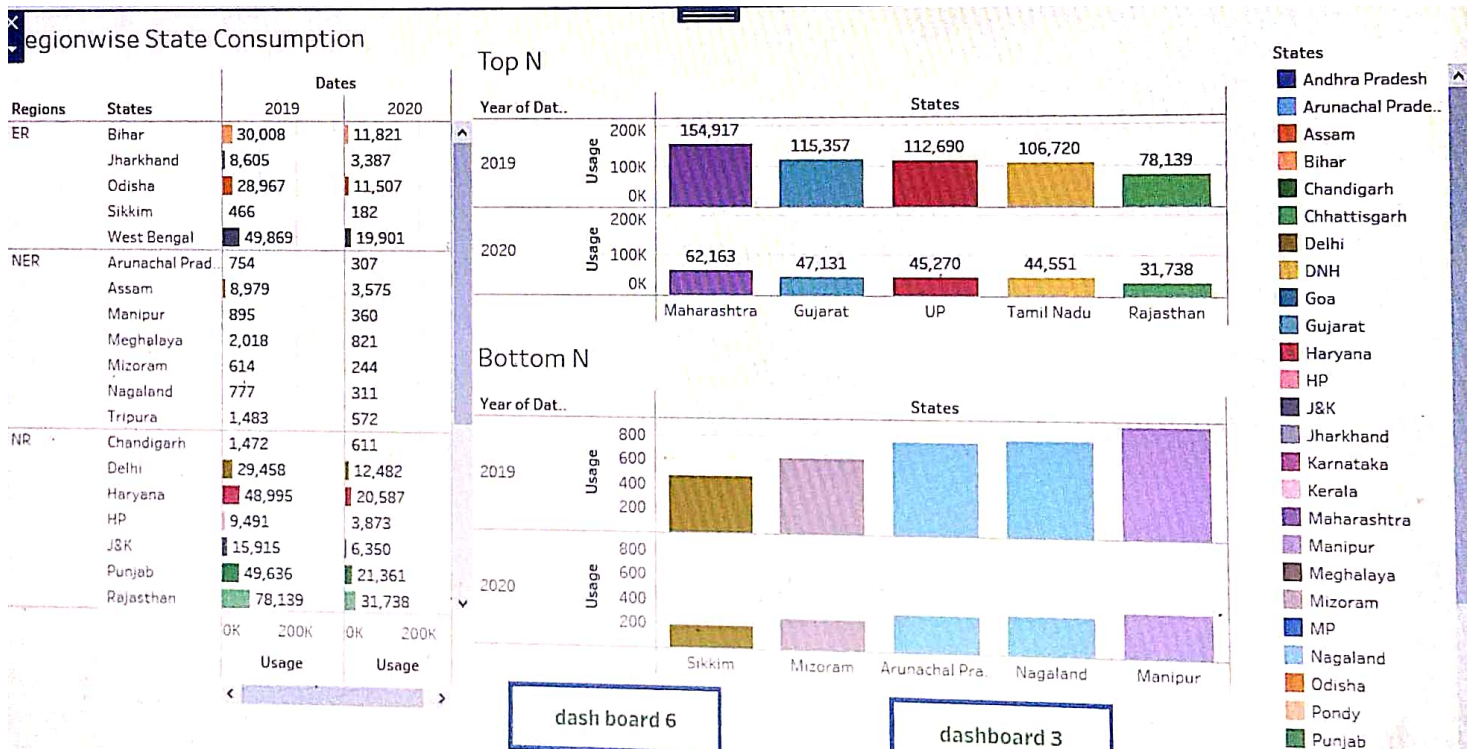 egionwise State Consumption
Dates
Regions States 2019 2020
ER Bihar 30,008 11,821
Jharkhand 8,605 3,387
Odisha 28,967 11,507
Sikkim 466 182
West Bengal 49,869 19,901
NER Arunachal Prad.. 754 307
Assam 8,979 3,575
Manipur 895 360
Meghalaya 2,018 821
Mizoram 614 244
Nagaland 777 311
Tripura 1,483 572
NR Chandigarh 1,472 611
Delhi 29,458 12,482
Haryana 48,995 20,587
HP 9,491 3,873
J&K 15,915 6,350
Punjab 49,636 21,361
Rajasthan 78,139 31,738
0K 200K 0K 200K
Usage Usage
Top N
Year of Dat.. States
2019 Usage 200K 100K 0K
154,917 115,357 112,690 106,720 78,139
2020 Usage 200K 100K 0K
62,163 47,131 45,270 44,551 31,738
Maharashtra Gujarat UP Tamil Nadu Rajasthan
Bottom N
Year of Dat.. States
2019 Usage 800 600 400 200
2020 Usage 800 600 400 200
Sikkim Mizoram Arunachal Pra. Nagaland Manipur
dash board 6 dashboard 3
States
Andhra Pradesh
Arunachal Prade..
Assam
Bihar
Chandigarh
Chhattisgarh
Delhi
DNH
Goa
Gujarat
Haryana
HP
J&K
Jharkhand
Karnataka
Kerala
Maharashtra
Manipur
Meghalaya
Mizoram
MP
Nagaland
Odisha
Pondy
Punjab